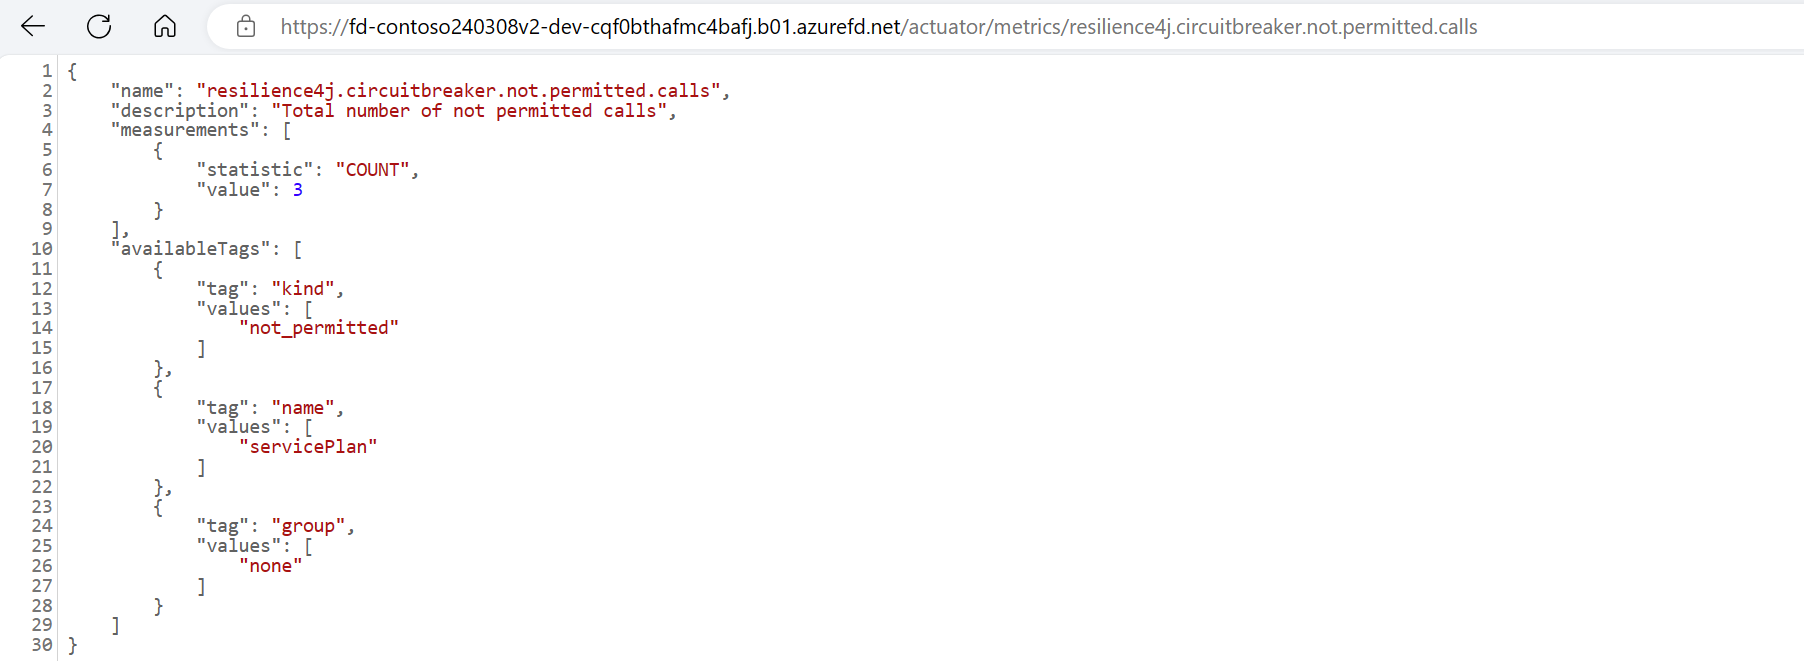 https://fd-contoso240308v2-dev-cqf0bthafmc4bafj.b01.azurefd.net/actuator/metrics/resilience4j.circuitbreaker.not.permitted.calls
1 {
2     "name": "resilience4j.circuitbreaker.not.permitted.calls",
3     "description": "Total number of not permitted calls",
4     "measurements": [
5         {
6             "statistic": "COUNT",
7             "value": 3
8         }
9     ],
10     "availableTags": [
11         {
12             "tag": "kind",
13             "values": [
14                 "not_permitted"
15             ]
16         },
17         {
18             "tag": "name",
19             "values": [
20                 "servicePlan"
21             ]
22         },
23         {
24             "tag": "group",
25             "values": [
26                 "none"
27             ]
28         }
29     ]
30 }